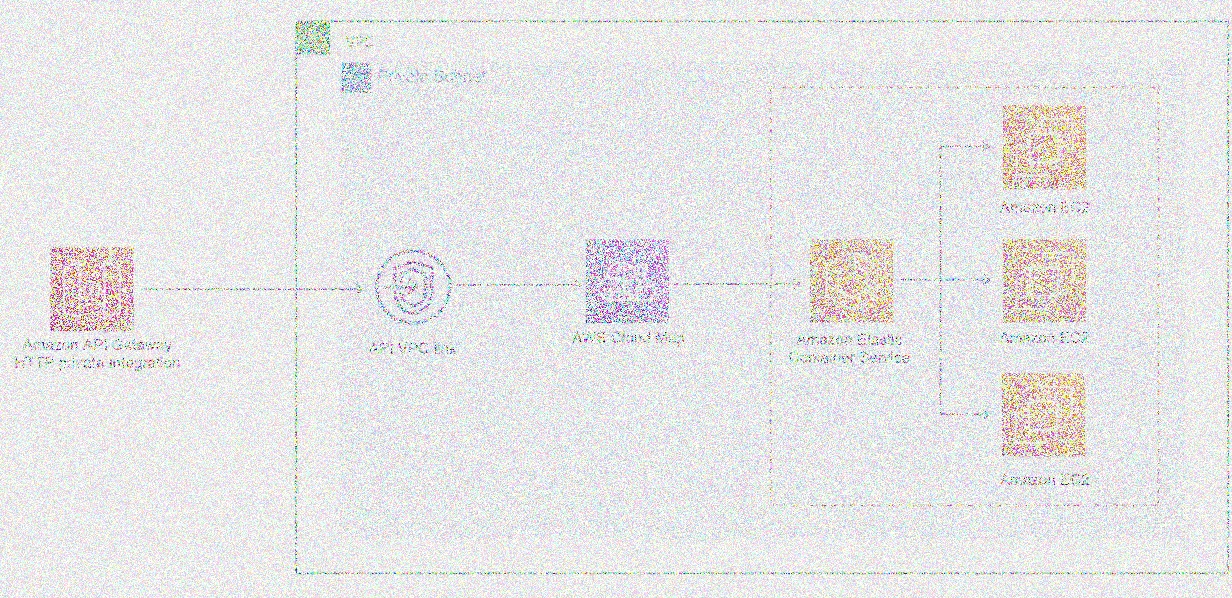 VPC
Private Subnet
Amazon EC2
Amazon API Gateway
HTTP private integration
API VPC link
AWS Cloud Map
Amazon Elastic
Container Service
Amazon EC2
Amazon EC2